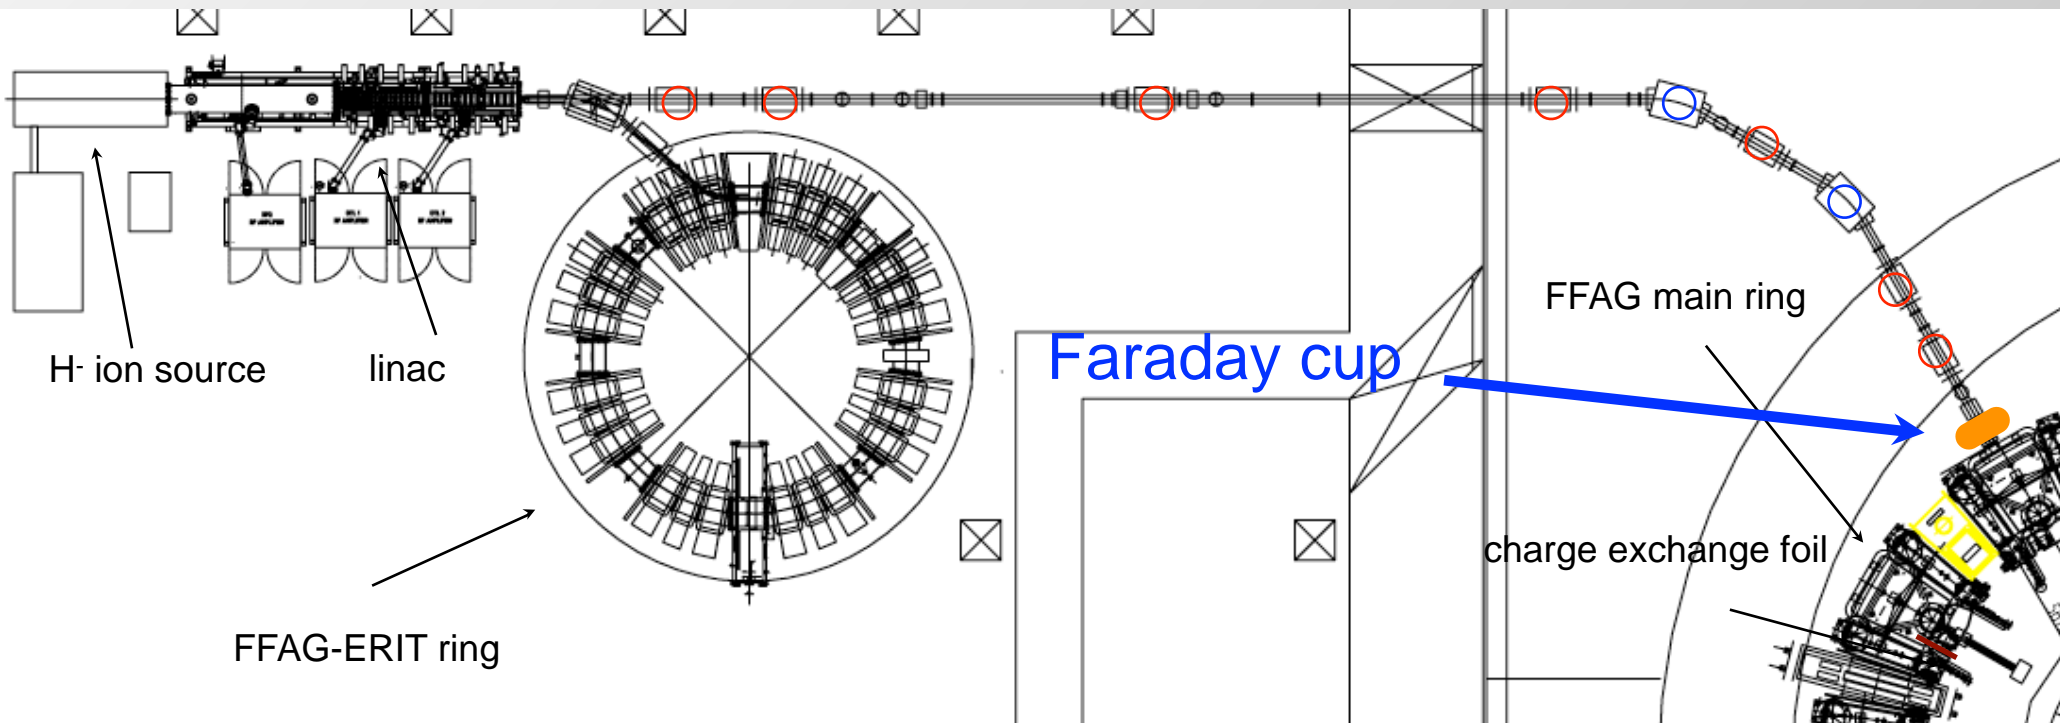 H- ion source
linac
Faraday cup
FFAG main ring
charge exchange foil
FFAG-ERIT ring